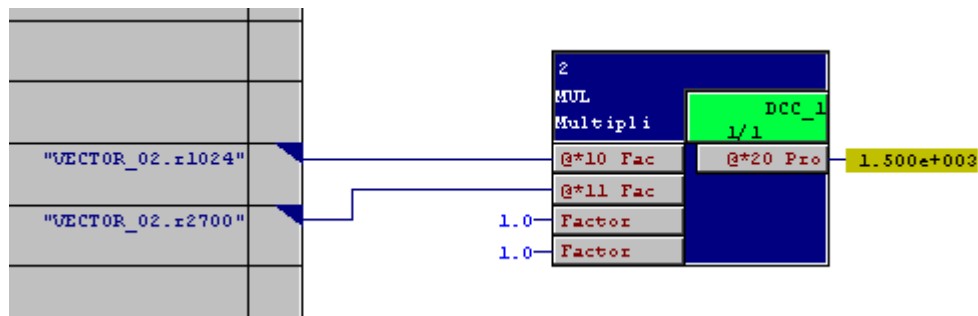 2
MUL
Multipli
DCC_1
1/1
"VECTOR_02.r1024"
@*10 Fac
@*20 Pro
1.500e+003
@*11 Fac
"VECTOR_02.r2700"
1.0
Factor
1.0
Factor